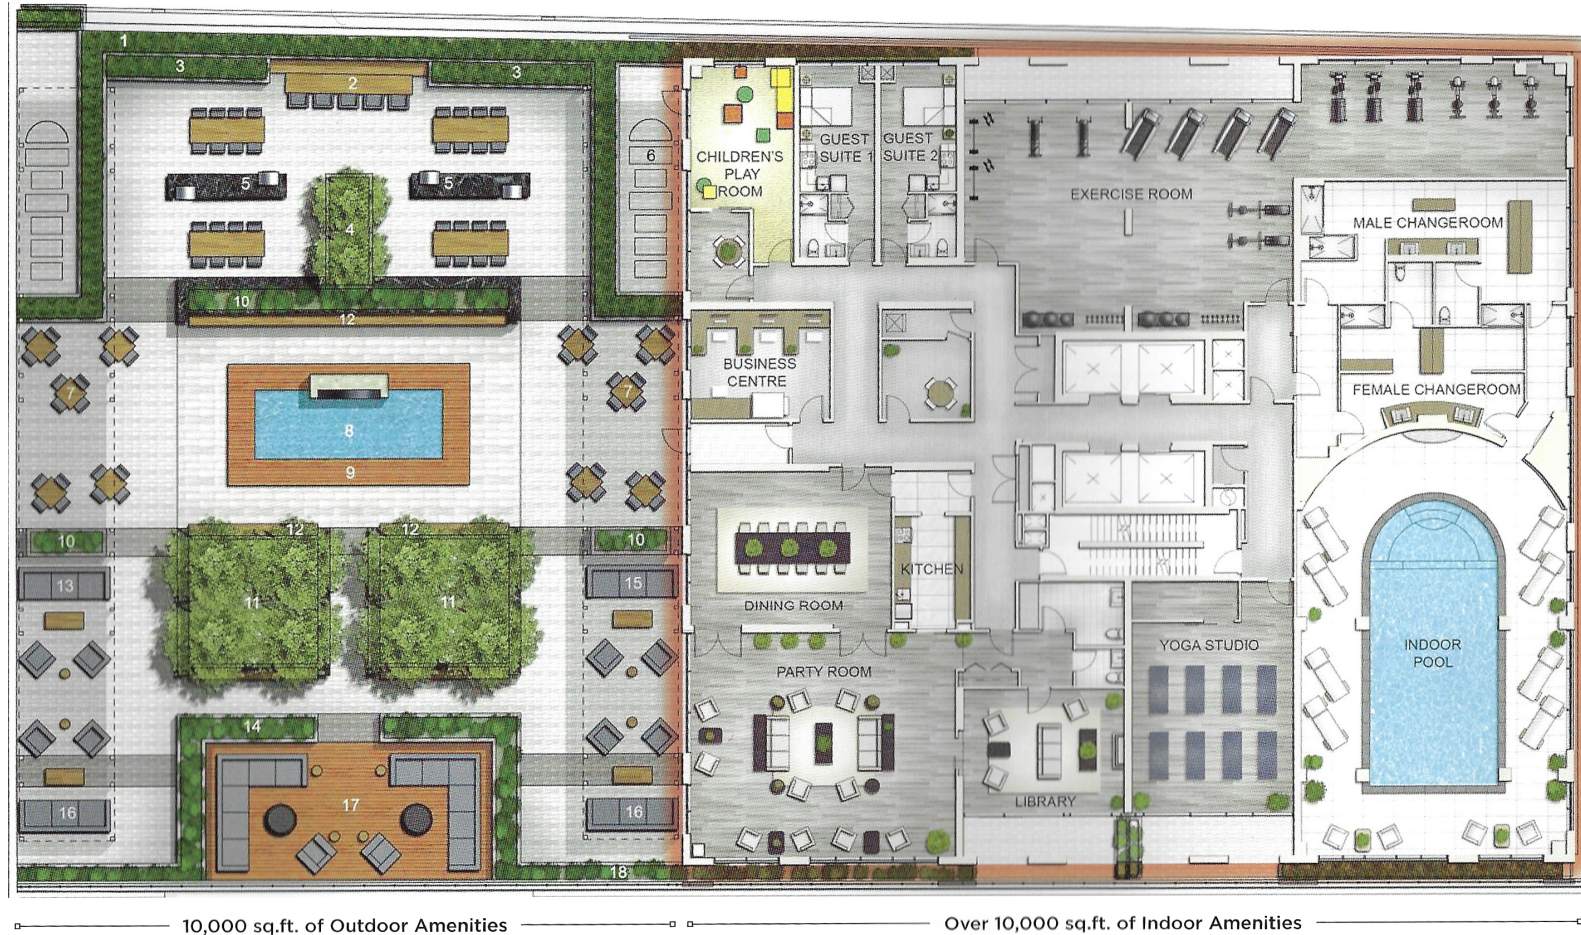 1
3
2
3
5
5
6
4
10
12
7
7
8
9
12
12
10
10
13
11
11
15
14
16
17
16
18
CHILDREN'S
PLAY
ROOM
GUEST
SUITE 1
GUEST
SUITE 2
EXERCISE ROOM
MALE CHANGEROOM
BUSINESS
CENTRE
FEMALE CHANGEROOM
KITCHEN
DINING ROOM
PARTY ROOM
YOGA STUDIO
INDOOR
POOL
LIBRARY
10,000 sq.ft. of Outdoor Amenities
Over 10,000 sq.ft. of Indoor Amenities